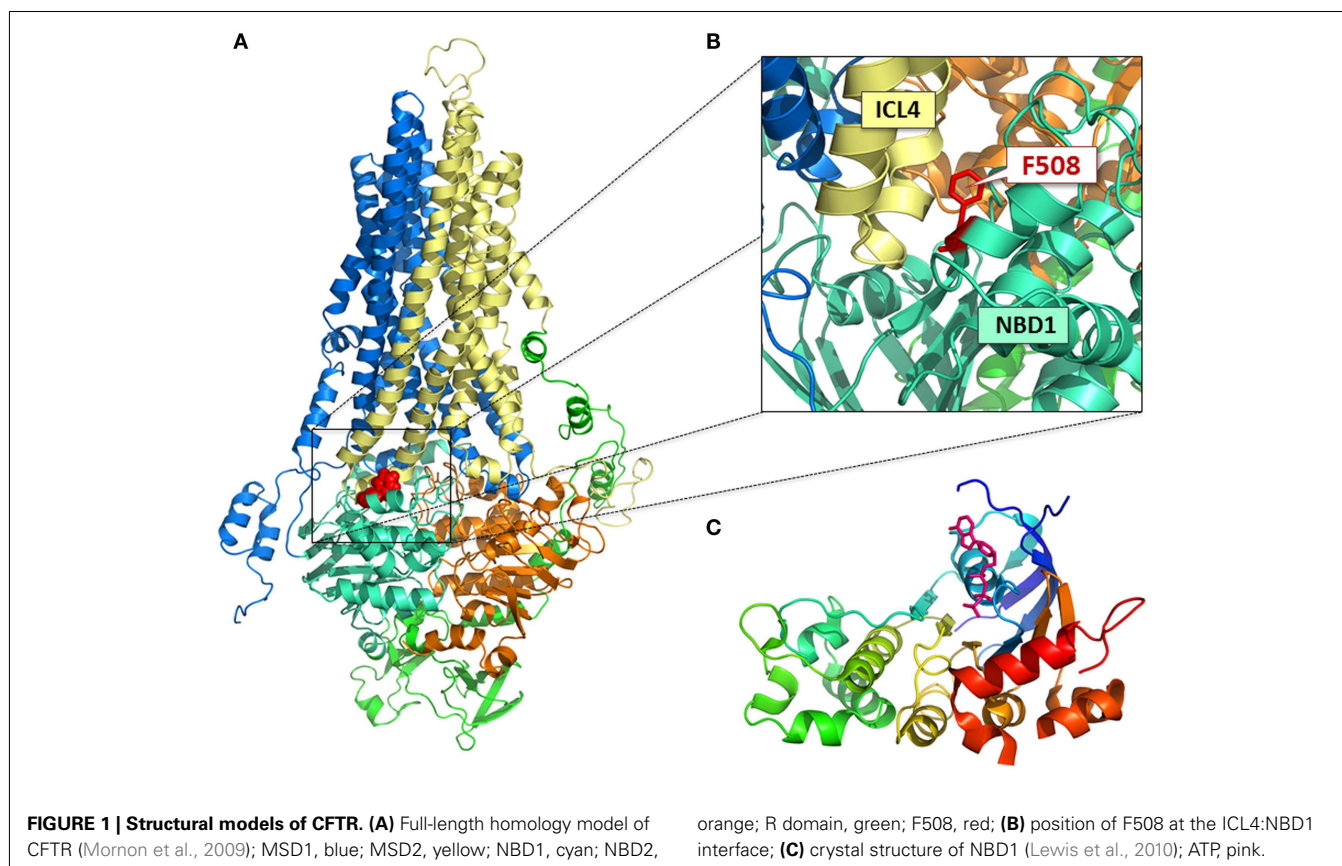 A
B
ICL4
F508
NBD1
C
FIGURE 1 | Structural models of CFTR. (A) Full-length homology model of
CFTR (Mornon et al., 2009); MSD1, blue; MSD2, yellow; NBD1, cyan; NBD2,
orange; R domain, green; F508, red; (B) position of F508 at the ICL4:NBD1
interface; (C) crystal structure of NBD1 (Lewis et al., 2010); ATP, pink.